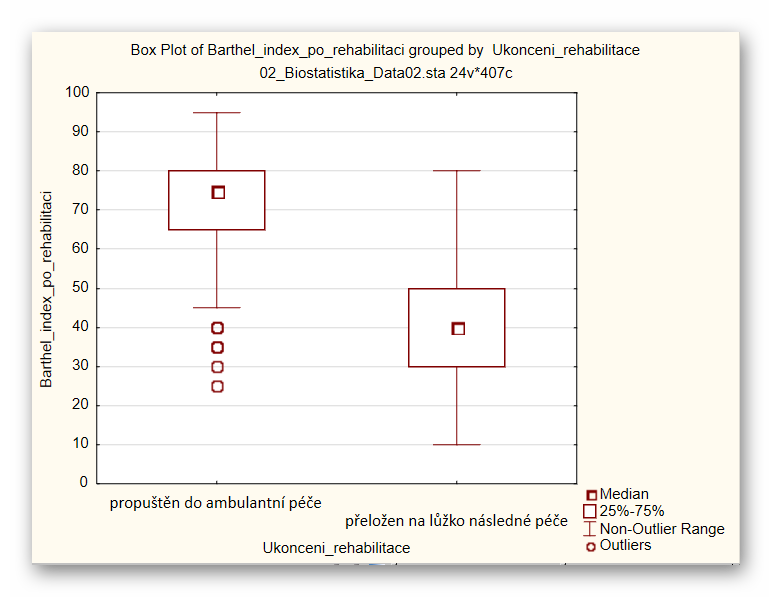 Box Plot of Barthel_index_po_rehabilitaci grouped by Ukonceni_rehabilitace
02_Biostatistika_Data02.sta 24v*407c
100
90
80
70
60
50
40
30
20
10
0
Barthel_index_po_rehabilitaci
propuštěn do ambulantní péče
přeložen na lůžko následné péče
Ukonceni_rehabilitace
Median
25%-75%
Non-Outlier Range
Outliers